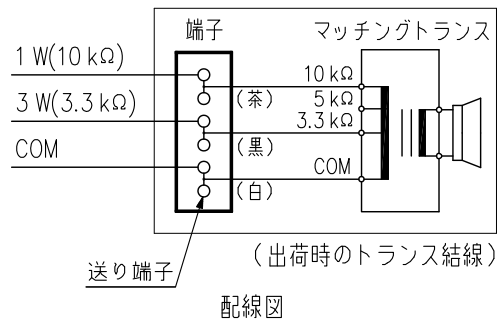 端子
マッチングトランス
1 W(10 kΩ)
10 kΩ
(茶)
5 kΩ
3 W(3.3 kΩ)
3.3 kΩ
(黒)
COM
COM
(白)
送り端子
(出荷時のトランス結線)
配線図